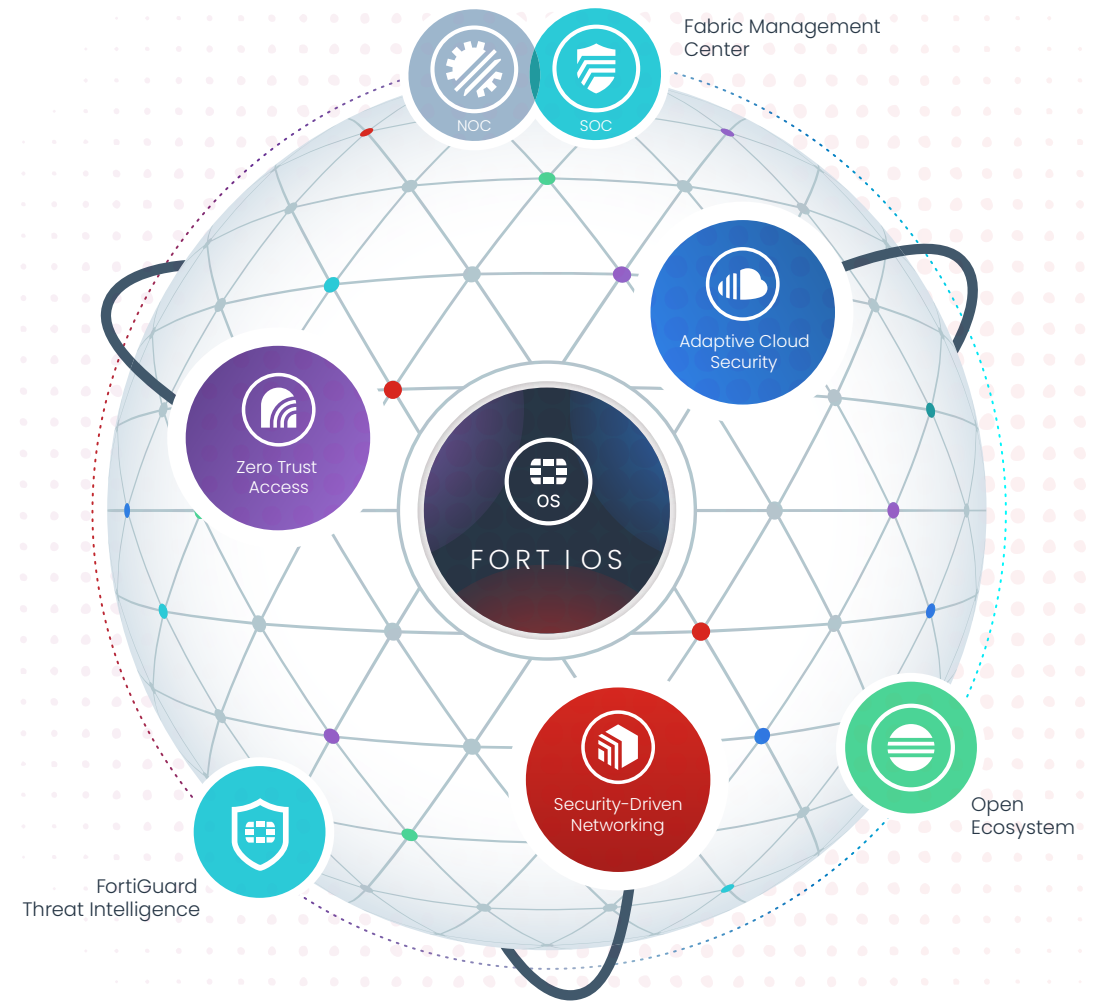 Fabric Management
Center
NOC
SOC
Adaptive Cloud
Security
Zero Trust
Access
OS
FORTIOS
Security-Driven
Networking
Open
Ecosystem
FortiGuard
Threat Intelligence